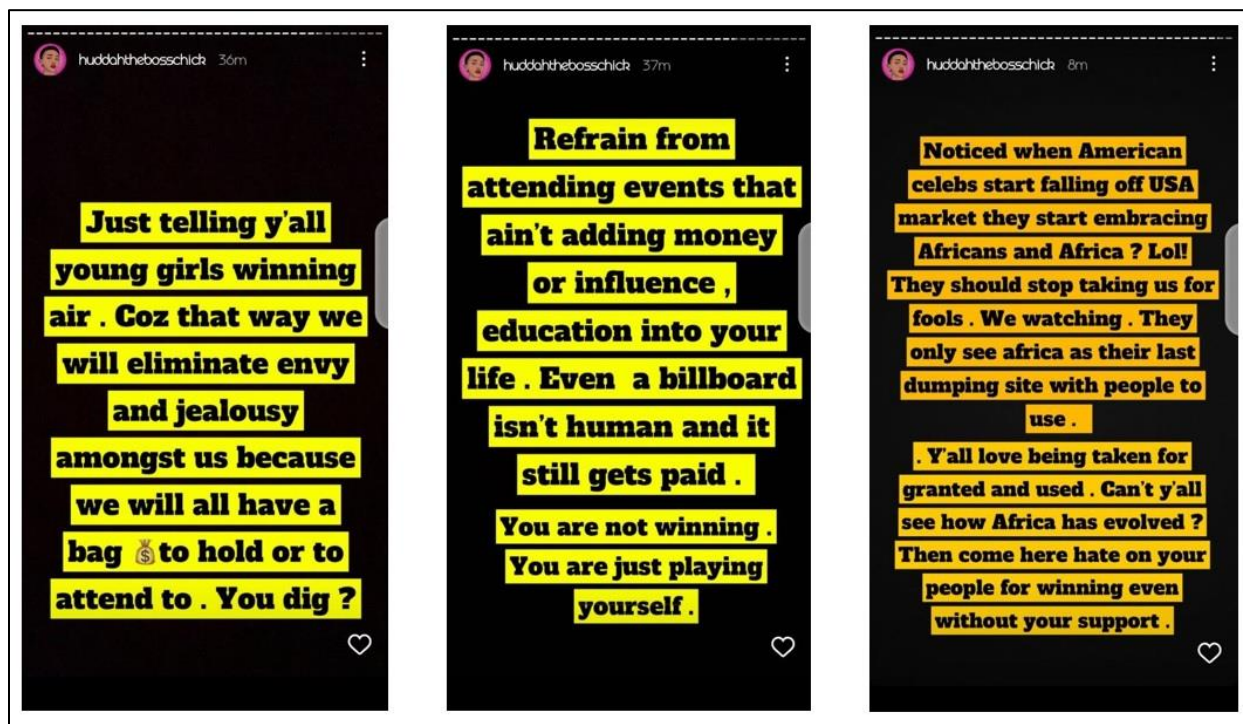 huddahthebosschick 36m
Just telling y'all
young girls winning
air . Coz that way we
will eliminate envy
and jealousy
amongst us because
we will all have a
bag 💰to hold or to
attend to . You dig ?
huddahthebosschick 37m
Refrain from
attending events that
ain't adding money
or influence ,
education into your
life . Even a billboard
isn't human and it
still gets paid .
You are not winning .
You are just playing
yourself .
huddahthebosschick 8m
Noticed when American
celebs start falling off USA
market they start embracing
Africans and Africa ? Lol!
They should stop taking us for
fools . We watching . They
only see africa as their last
dumping site with people to
use .
. Y'all love being taken for
granted and used . Can't y'all
see how Africa has evolved ?
Then come here hate on your
people for winning even
without your support .